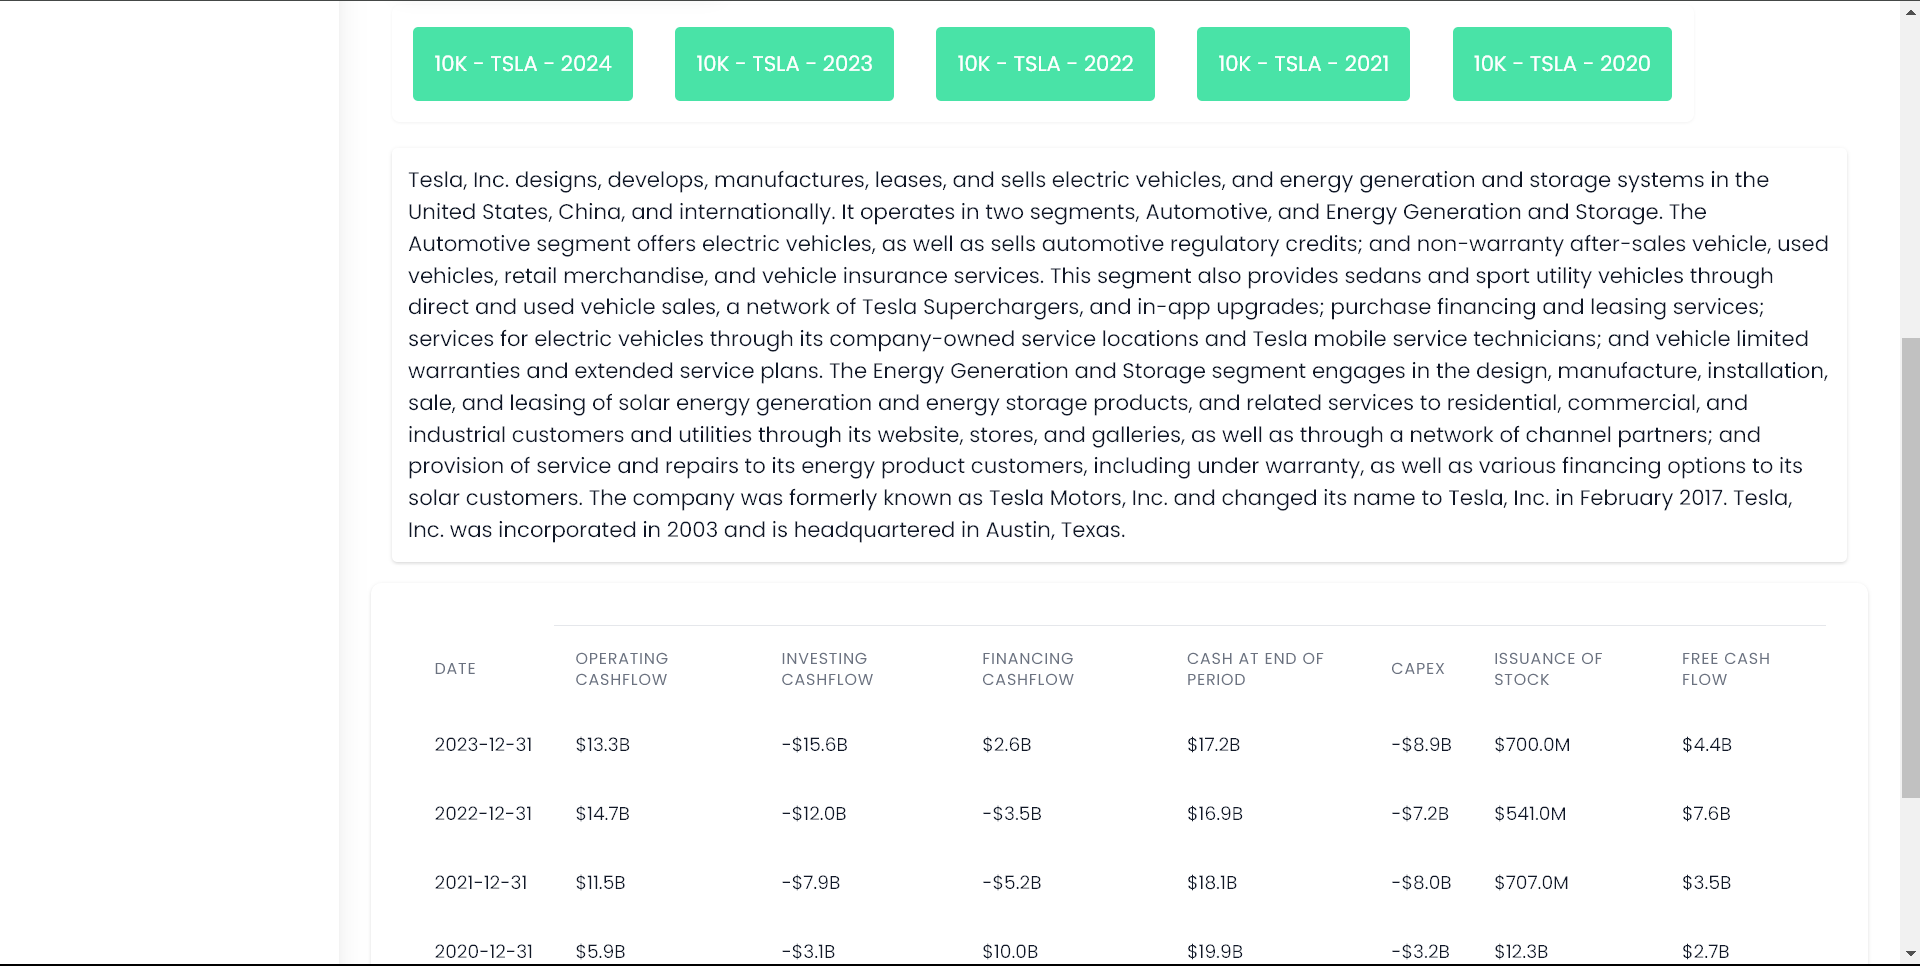 10K - TSLA - 2024 10K - TSLA - 2023 10K - TSLA - 2022 10K - TSLA - 2021 10K - TSLA - 2020
Tesla, Inc. designs, develops, manufactures, leases, and sells electric vehicles, and energy generation and storage systems in the
United States, China, and internationally. It operates in two segments, Automotive, and Energy Generation and Storage. The
Automotive segment offers electric vehicles, as well as sells automotive regulatory credits; and non-warranty after-sales vehicle, used
vehicles, retail merchandise, and vehicle insurance services. This segment also provides sedans and sport utility vehicles through
direct and used vehicle sales, a network of Tesla Superchargers, and in-app upgrades; purchase financing and leasing services;
services for electric vehicles through its company-owned service locations and Tesla mobile service technicians; and vehicle limited
warranties and extended service plans. The Energy Generation and Storage segment engages in the design, manufacture, installation,
sale, and leasing of solar energy generation and energy storage products, and related services to residential, commercial, and
industrial customers and utilities through its website, stores, and galleries, as well as through a network of channel partners; and
provision of service and repairs to its energy product customers, including under warranty, as well as various financing options to its
solar customers. The company was formerly known as Tesla Motors, Inc. and changed its name to Tesla, Inc. in February 2017. Tesla,
Inc. was incorporated in 2003 and is headquartered in Austin, Texas.
DATE OPERATING CASHFLOW INVESTING CASHFLOW FINANCING CASHFLOW CASH AT END OF PERIOD CAPEX ISSUANCE OF STOCK FREE CASH FLOW
2023-12-31 $13.3B -$15.6B $2.6B $17.2B -$8.9B $700.0M $4.4B
2022-12-31 $14.7B -$12.0B -$3.5B $16.9B -$7.2B $541.0M $7.6B
2021-12-31 $11.5B -$7.9B -$5.2B $18.1B -$8.0B $707.0M $3.5B
2020-12-31 $5.9B -$3.1B $10.0B $19.9B -$3.2B $12.3B $2.7B